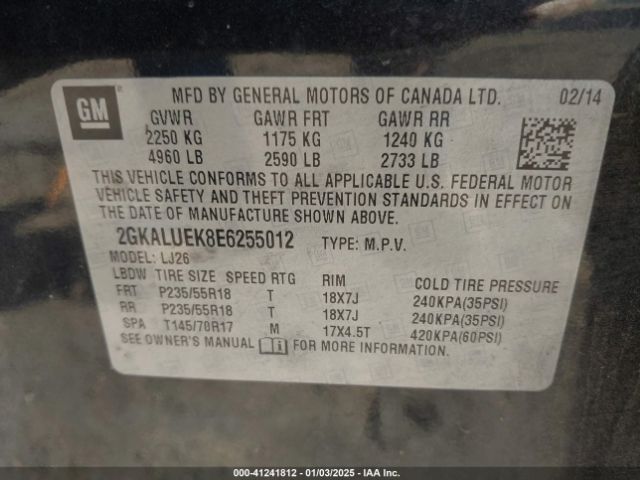 GM
MFD BY GENERAL MOTORS OF CANADA LTD. 02/14
GVWR GAWR FRT GAWR RR
2250 KG 1175 KG 1240 KG
4960 LB 2590 LB 2733 LB
THIS VEHICLE CONFORMS TO ALL APPLICABLE U.S. FEDERAL MOTOR
VEHICLE SAFETY AND THEFT PREVENTION STANDARDS IN EFFECT ON
THE DATE OF MANUFACTURE SHOWN ABOVE.
2GKALUEK8E6255012 TYPE: M.P.V.
MODEL: LJ26
LBDW TIRE SIZE SPEED RTG RIM COLD TIRE PRESSURE
FRT P235/55R18 T 18X7J 240KPA(35PSI)
RR P235/55R18 T 18X7J 240KPA(35PSI)
SPA T145/70R17 M 17X4.5T 420KPA(60PSI)
SEE OWNER'S MANUAL FOR MORE INFORMATION.
000-41241812 - 01/03/2025 - IAA Inc.